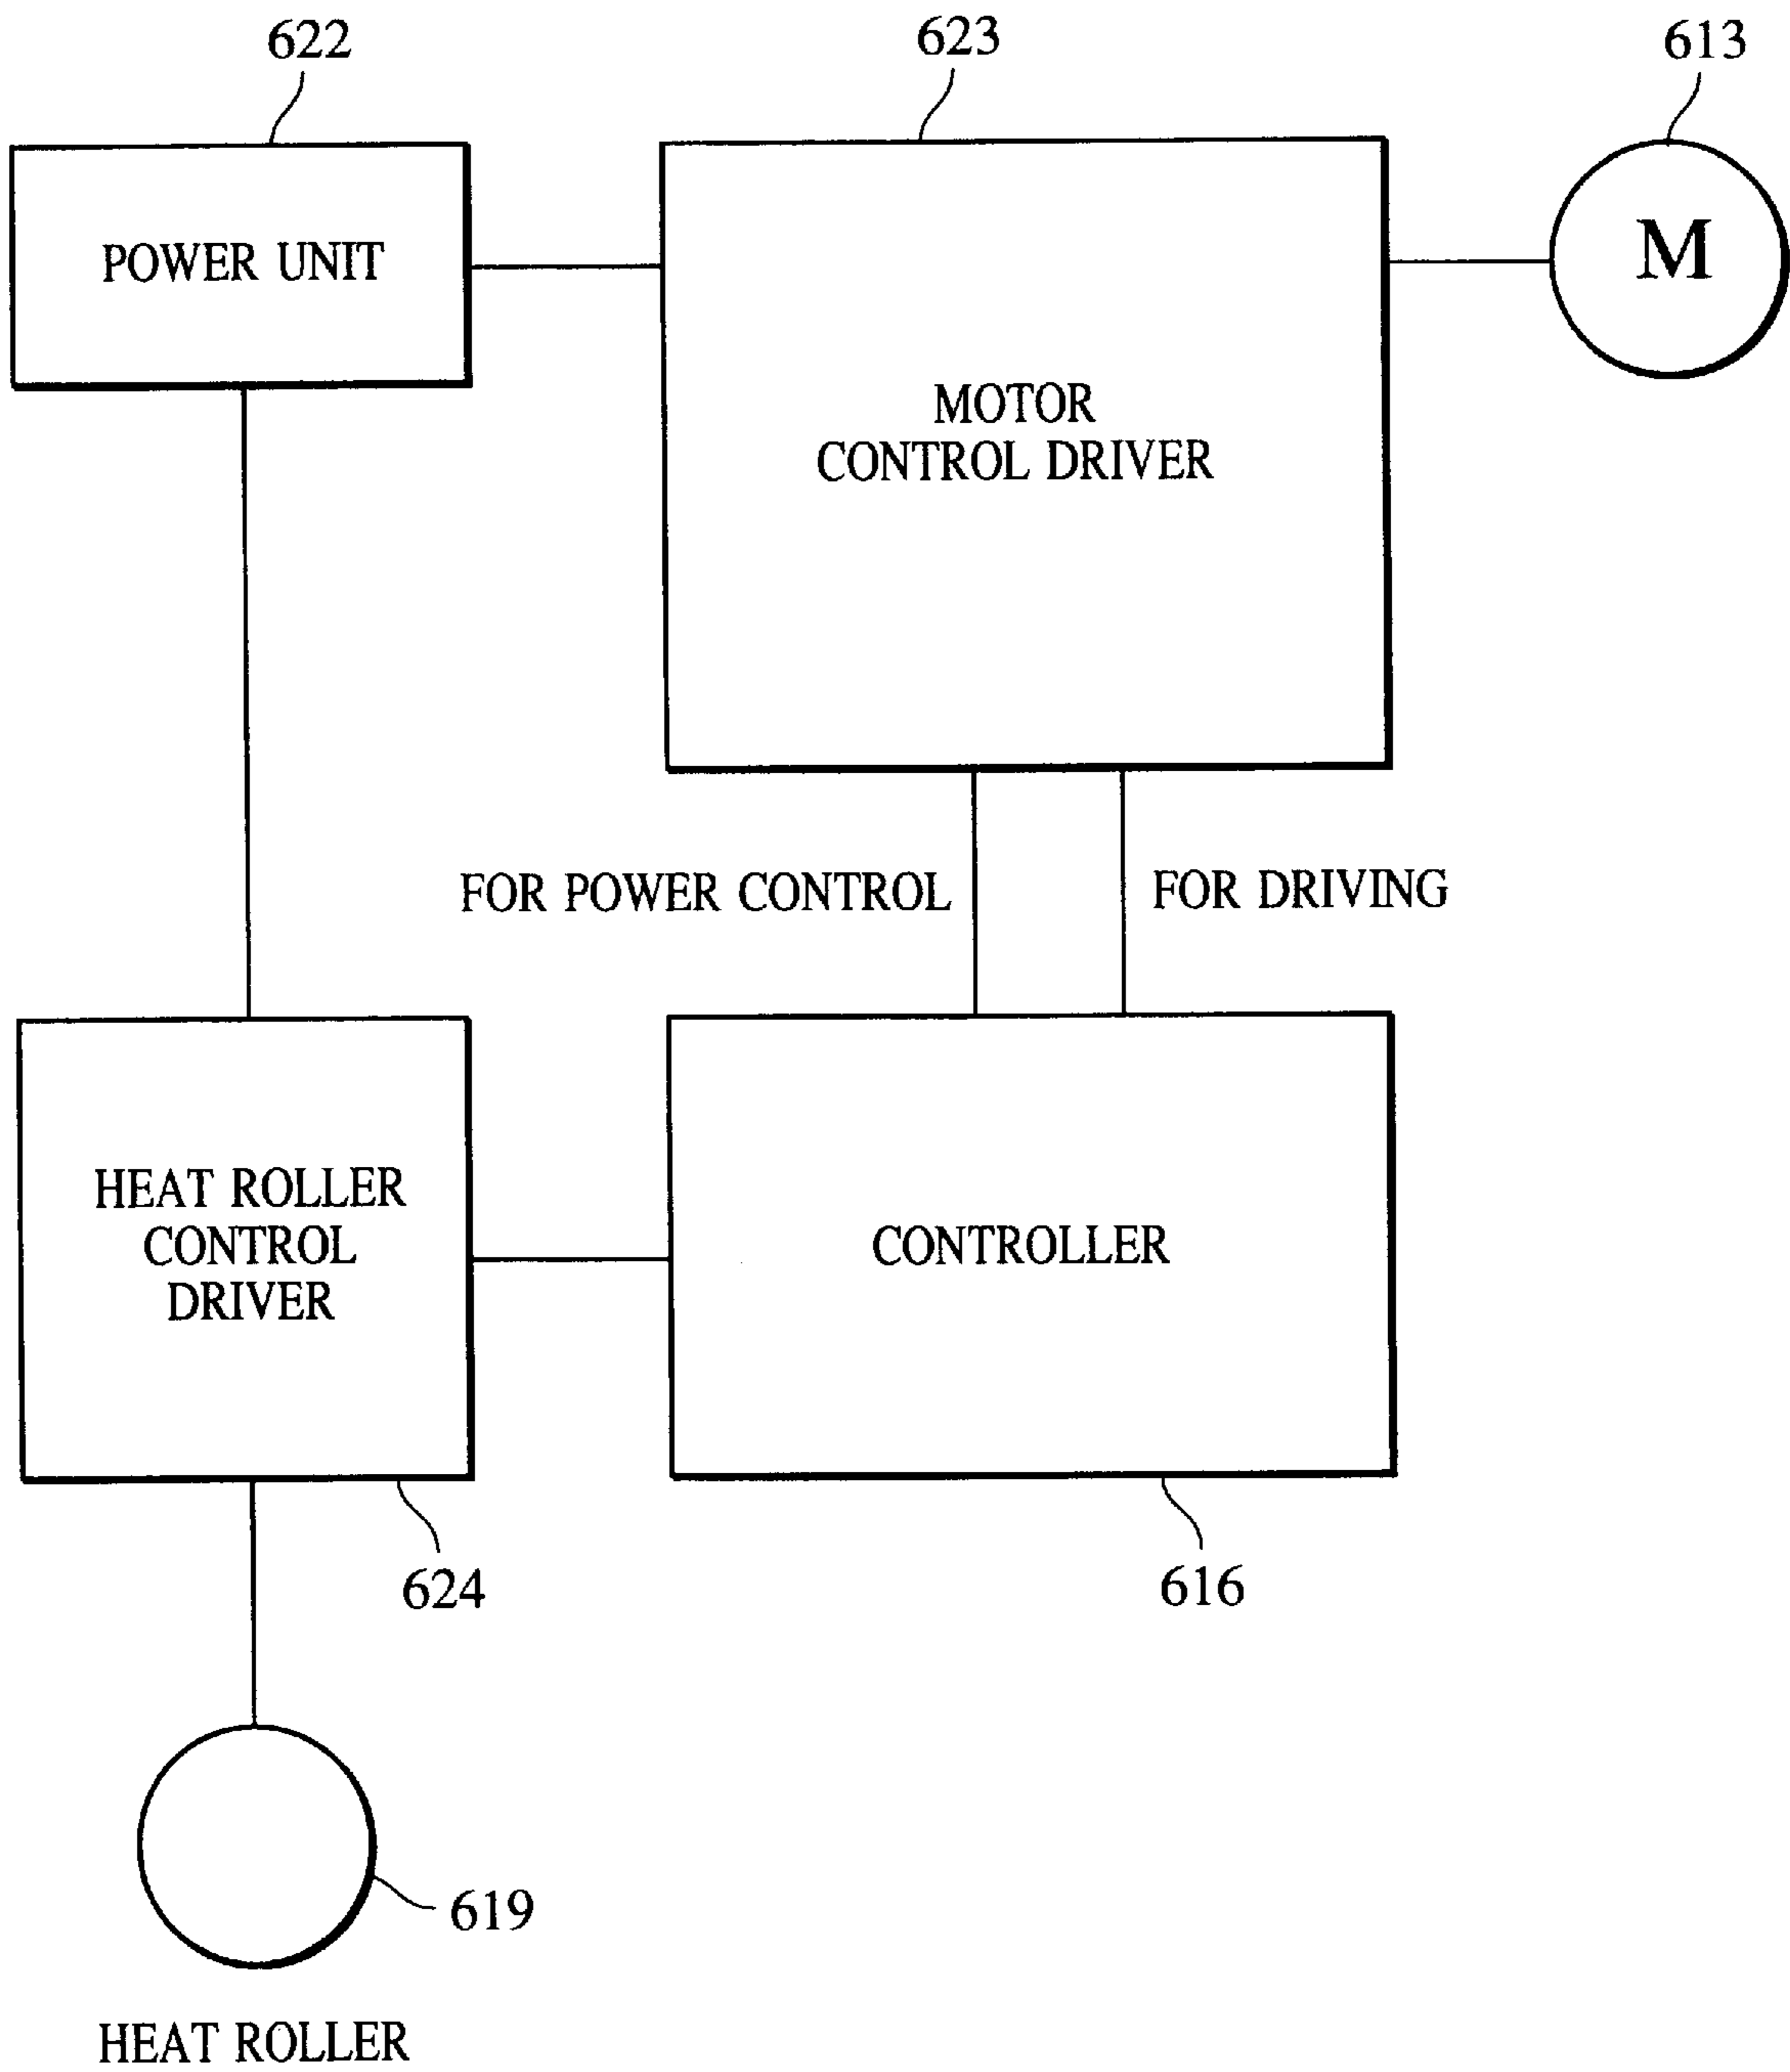 622
623
613
POWER UNIT
M
MOTOR
CONTROL DRIVER
FOR POWER CONTROL
FOR DRIVING
HEAT ROLLER
CONTROL
DRIVER
CONTROLLER
624
616
619
HEAT ROLLER